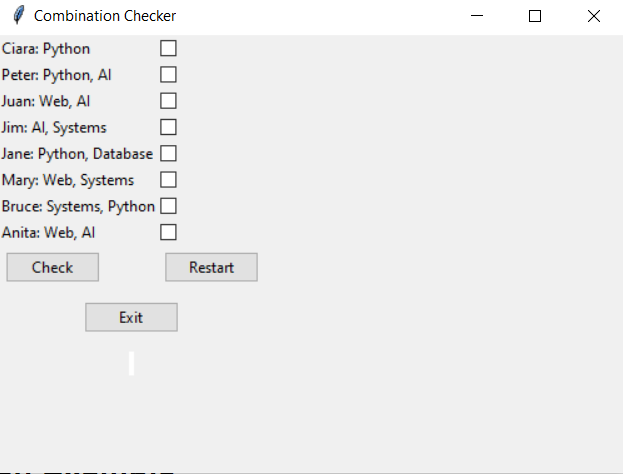 Combination Checker
Ciara: Python
Peter: Python, AI
Juan: Web, AI
Jim: AI, Systems
Jane: Python, Database
Mary: Web, Systems
Bruce: Systems, Python
Anita: Web, AI
Check Restart
Exit